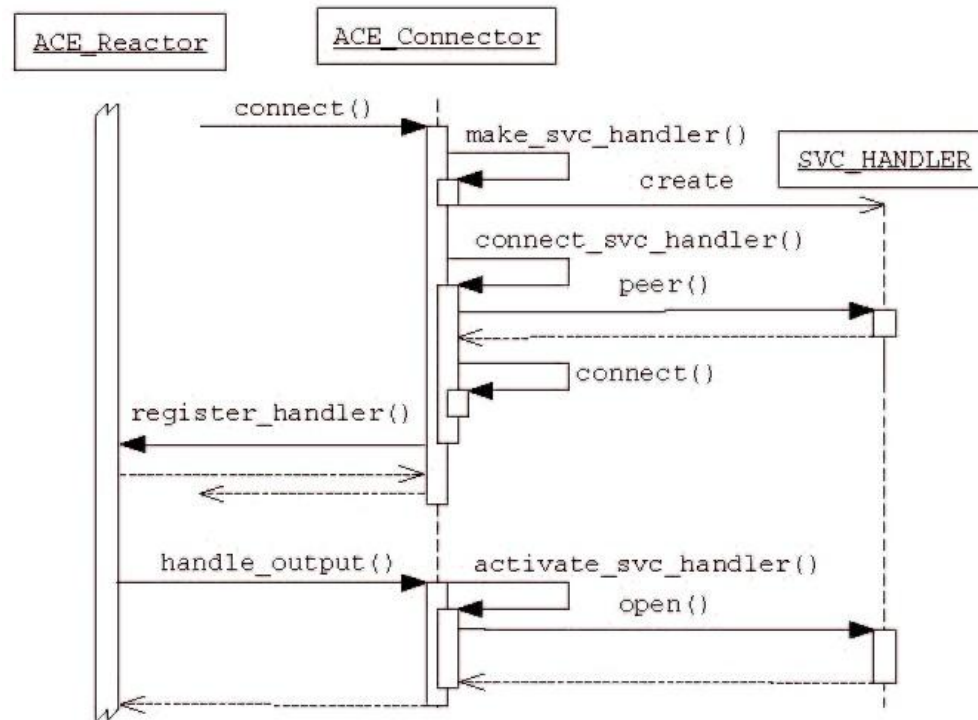 ACE_Reactor
ACE_Connector
connect()
make_svc_handler()
SVC_HANDLER
create
connect_svc_handler()
peer()
connect()
register_handler()
handle_output()
activate_svc_handler()
open()